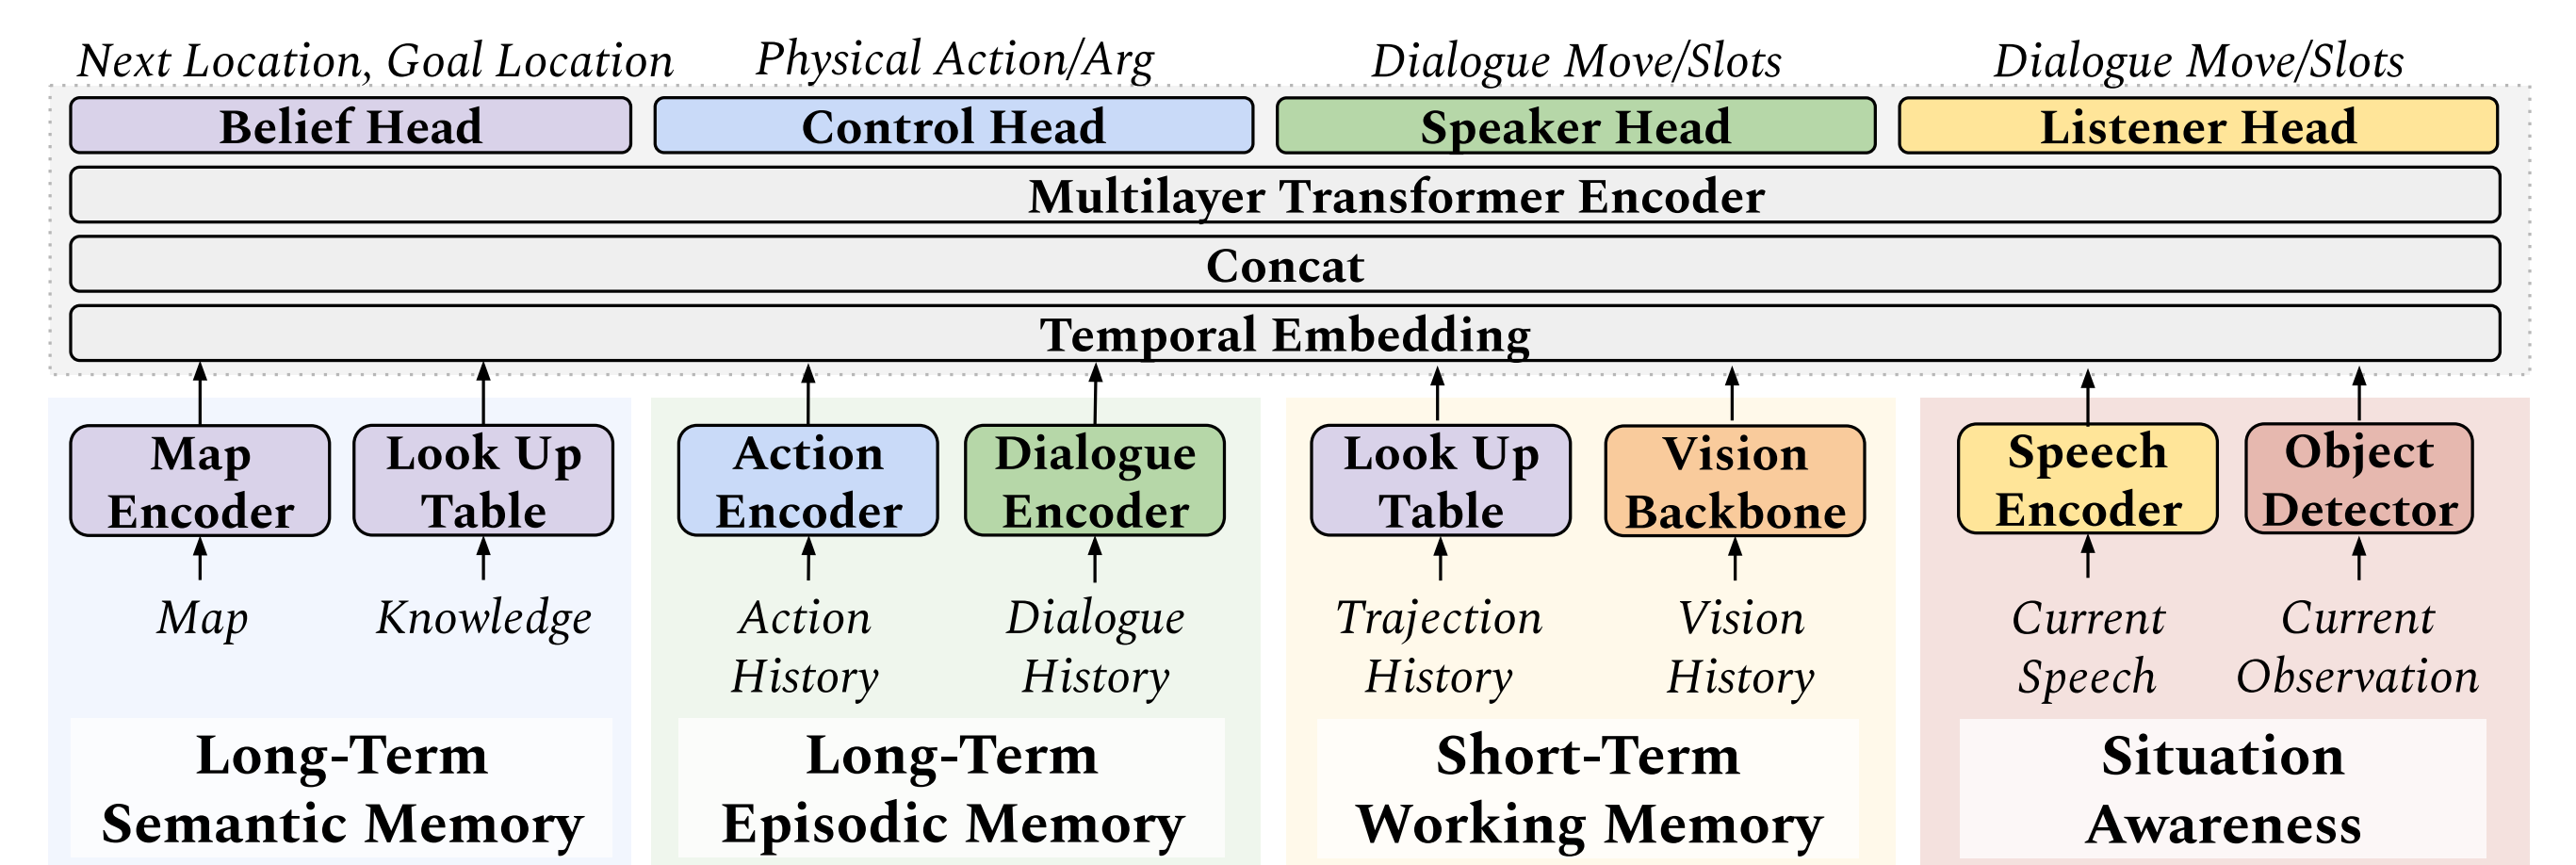 Next Location, Goal Location
Physical Action/Arg
Dialogue Move/Slots
Dialogue Move/Slots
Belief Head
Control Head
Speaker Head
Listener Head
Multilayer Transformer Encoder
Concat
Temporal Embedding
Map
Encoder
Look Up
Table
Action
Encoder
Dialogue
Encoder
Look Up
Table
Vision
Backbone
Speech
Encoder
Object
Detector
Map
Knowledge
Action
History
Dialogue
History
Trajection
History
Vision
History
Current
Speech
Current
Observation
Long-Term
Semantic Memory
Long-Term
Episodic Memory
Short-Term
Working Memory
Situation
Awareness